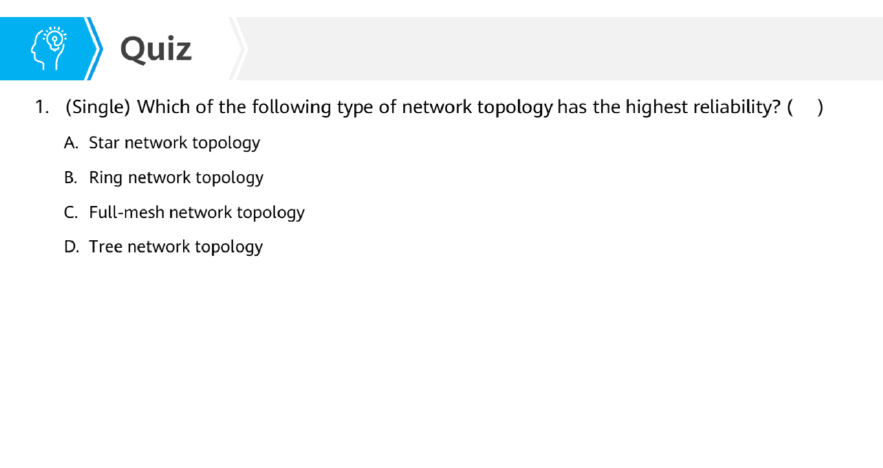 Quiz
1. (Single) Which of the following type of network topology has the highest reliability? ( )
A. Star network topology
B. Ring network topology
C. Full-mesh network topology
D. Tree network topology